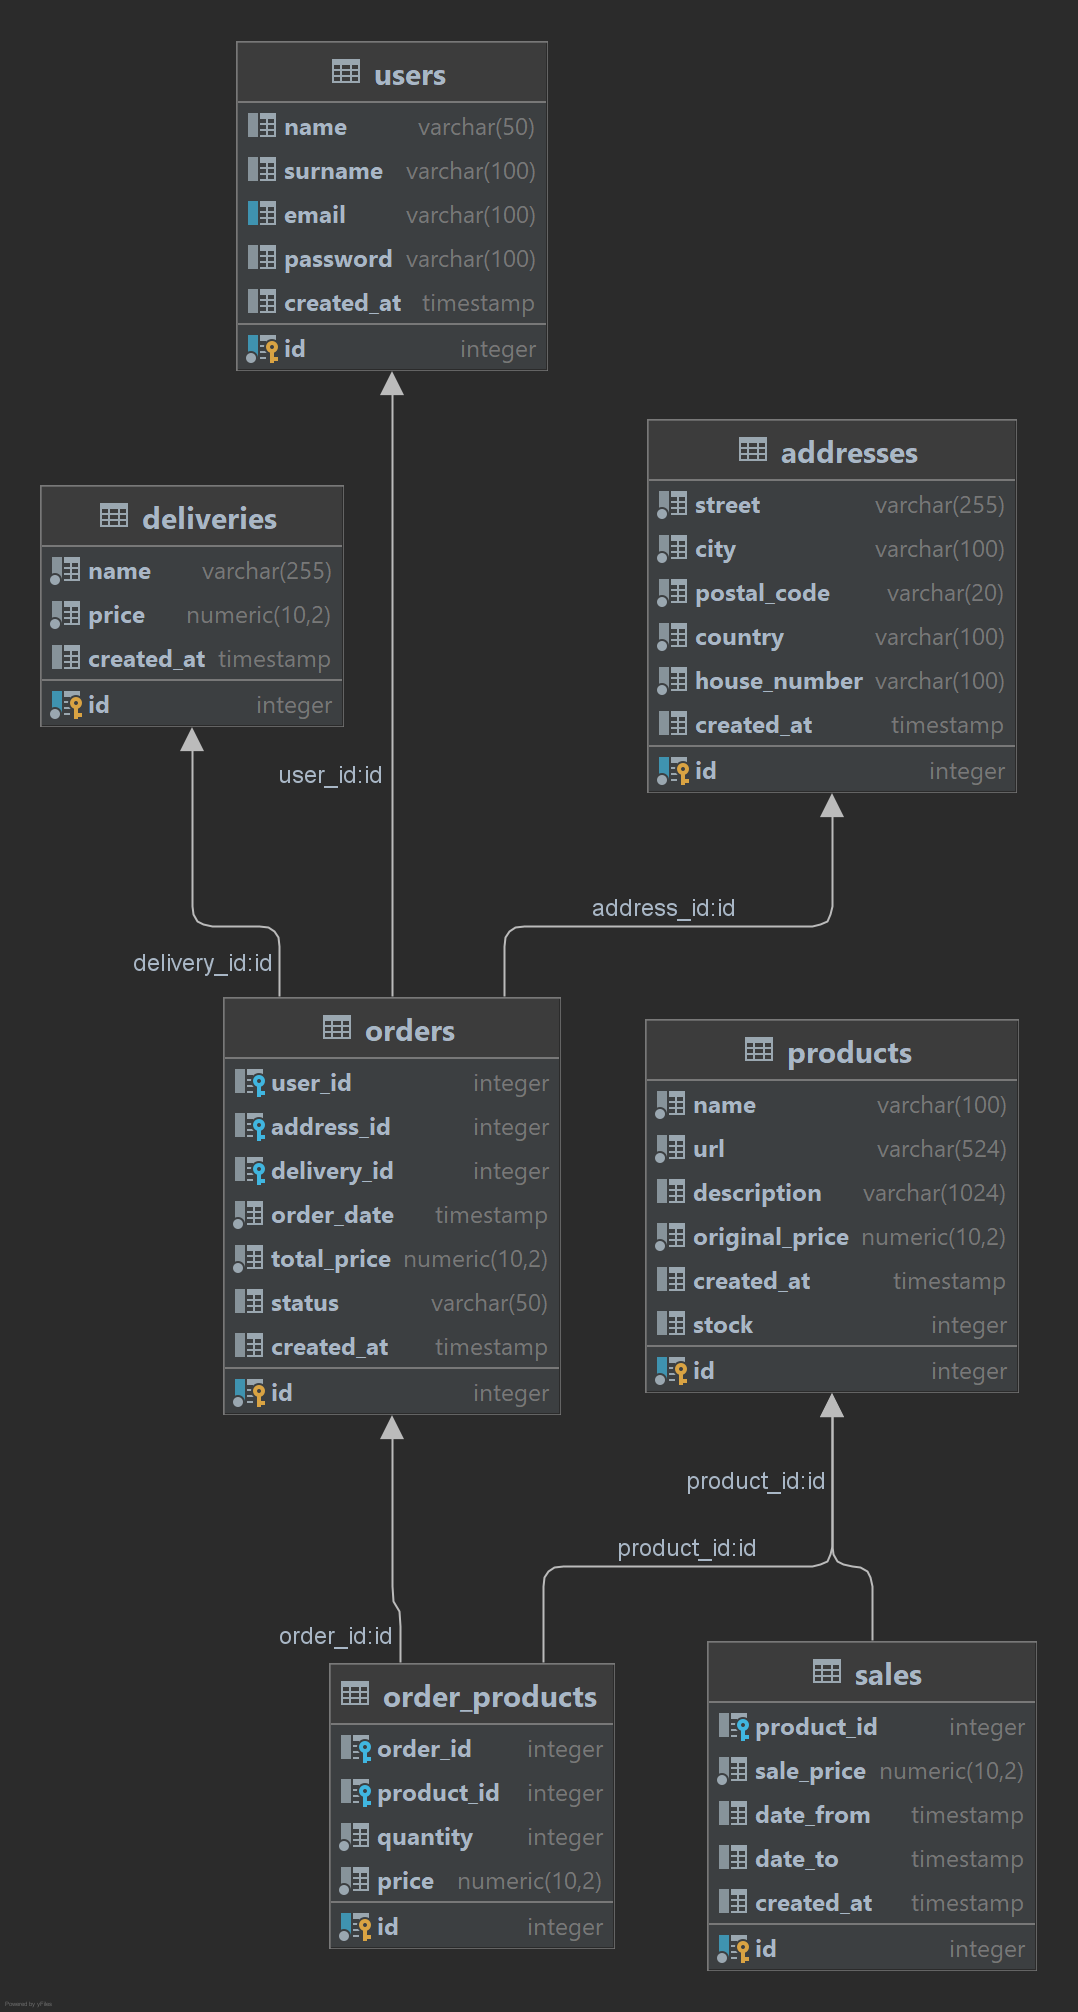 users
name varchar(50)
surname varchar(100)
email varchar(100)
password varchar(100)
created_at timestamp
id integer
addresses
street varchar(255)
city varchar(100)
postal_code varchar(20)
country varchar(100)
house_number varchar(100)
created_at timestamp
id integer
deliveries
name varchar(255)
price numeric(10,2)
created_at timestamp
id integer
user_id:id
address_id:id
delivery_id:id
orders
user_id integer
address_id integer
delivery_id integer
order_date timestamp
total_price numeric(10,2)
status varchar(50)
created_at timestamp
id integer
products
name varchar(100)
url varchar(524)
description varchar(1024)
original_price numeric(10,2)
created_at timestamp
stock integer
id integer
product_id:id
product_id:id
order_id:id
order_products
order_id integer
product_id integer
quantity integer
price numeric(10,2)
id integer
sales
product_id integer
sale_price numeric(10,2)
date_from timestamp
date_to timestamp
created_at timestamp
id integer
Powered by yFiles